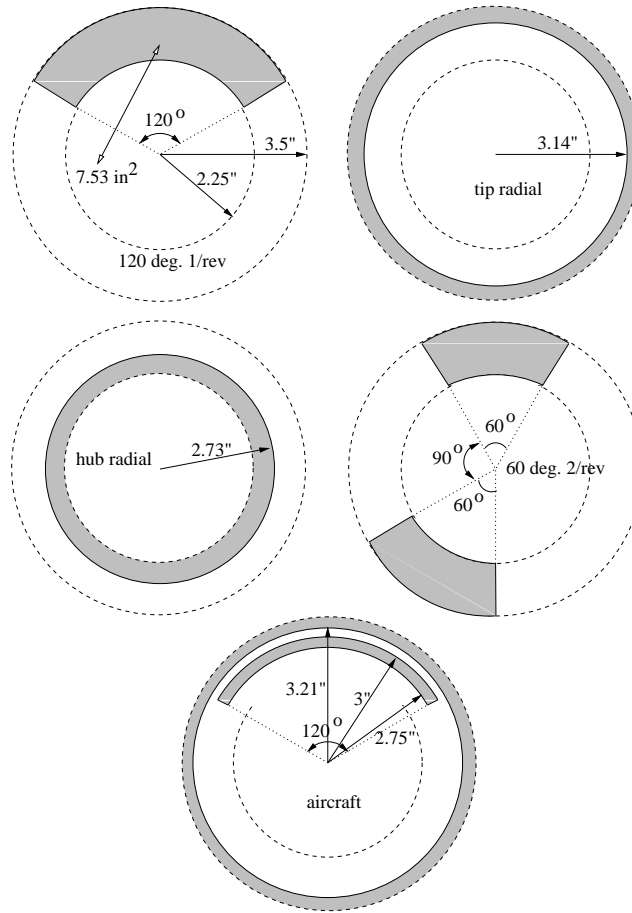 120 o
3.5"
2.25"
7.53 in2
120 deg. 1/rev
3.14"
tip radial
hub radial
2.73"
60 o
90 o
60 deg. 2/rev
60 o
3.21"
3"
120 o
2.75"
aircraft